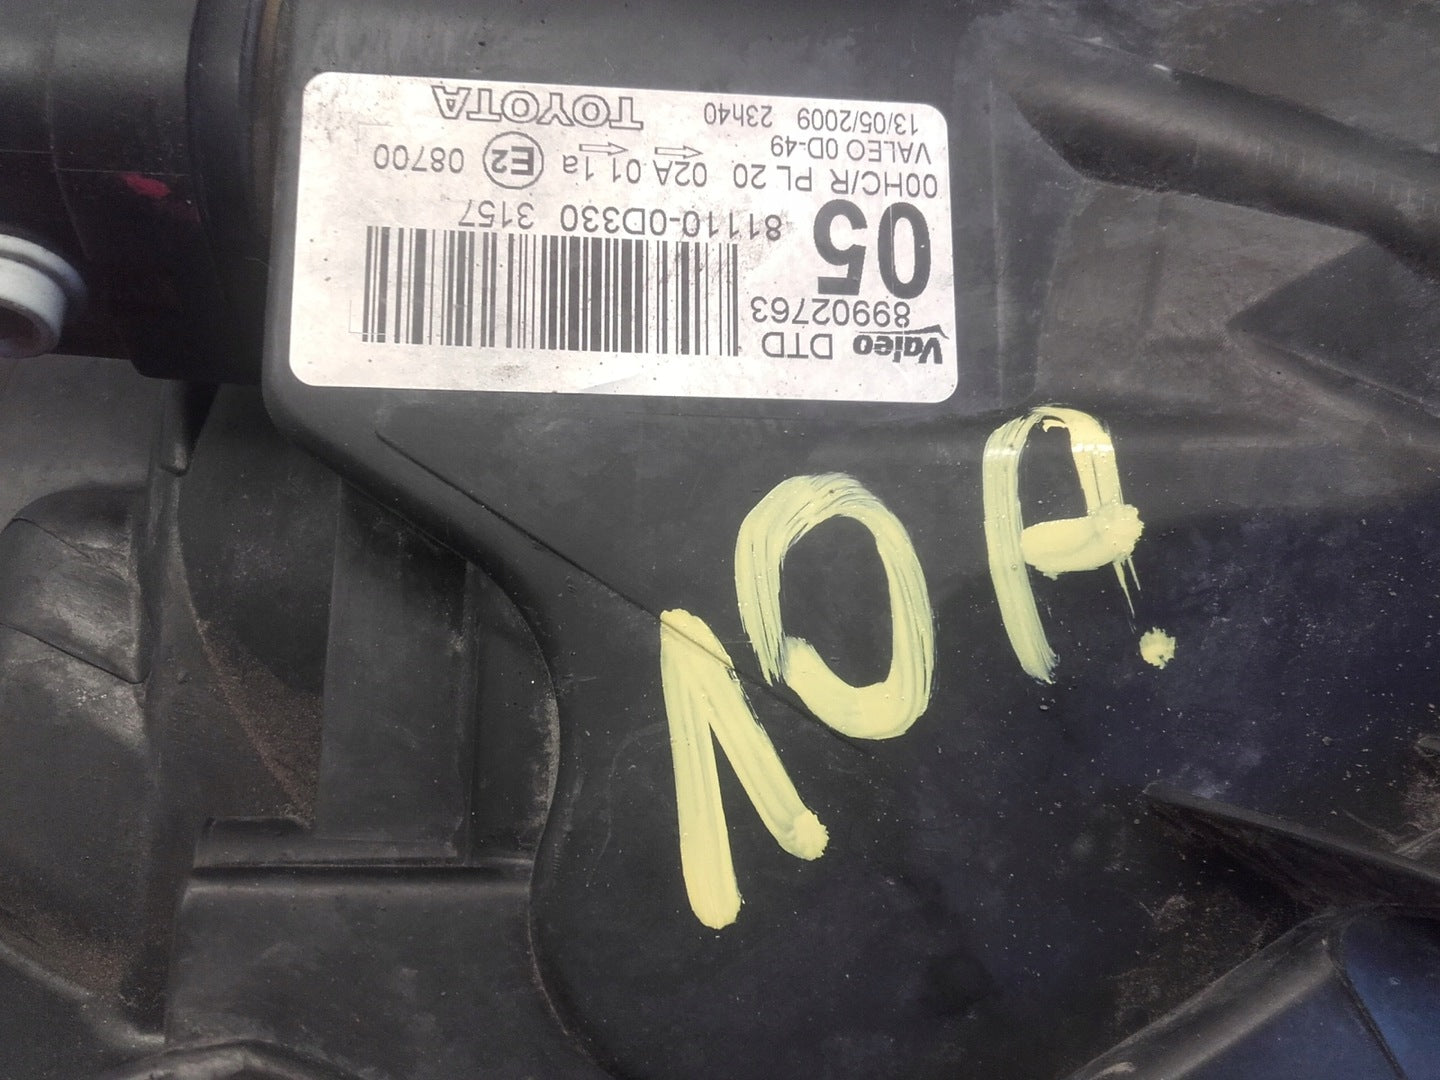 Valeo DTD
89902763
05
81110-0D330 3157
00HC/R PL 20 02A 01 1a E2 08700
VALEO 0D-49
13/05/2009 23h40 TOYOTA
10A.